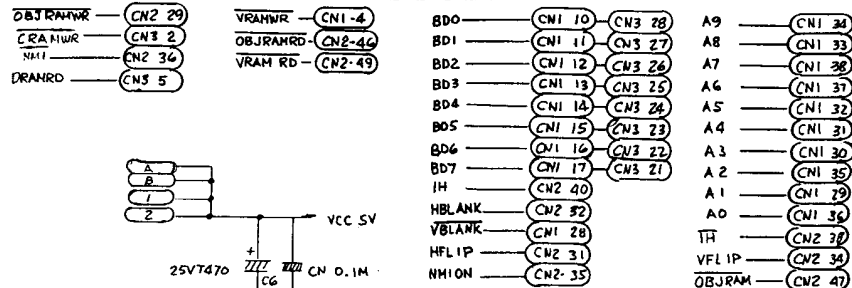 OBJRAMWR CN2 29
CRAMWR CN3 2
NMI CN2 36
DRAMRD CN3 5
VRAMWR CN1-4
OBJRAMRD CN2-46
VRAM RD CN2-49
BD0 CN1 10 CN3 28
BD1 CN1 11 CN3 27
BD2 CN1 12 CN3 26
BD3 CN1 13 CN3 25
BD4 CN1 14 CN3 24
BD5 CN1 15 CN3 23
BD6 CN1 16 CN3 22
BD7 CN1 17 CN3 21
1H CN2 40
HBLANK CN2 32
VBLANK CN1 28
HFLIP CN2 31
NMION CN2-35
A9 CN1 34
A8 CN1 33
A7 CN1 38
A6 CN1 37
A5 CN1 32
A4 CN1 31
A3 CN1 30
A2 CN1 35
A1 CN1 29
A0 CN1 36
1H CN2 38
VFLIP CN2 34
OBJRAM CN2 47
A
B
1
2
VCC 5V
+
25VT470
C6
CN 0.1M